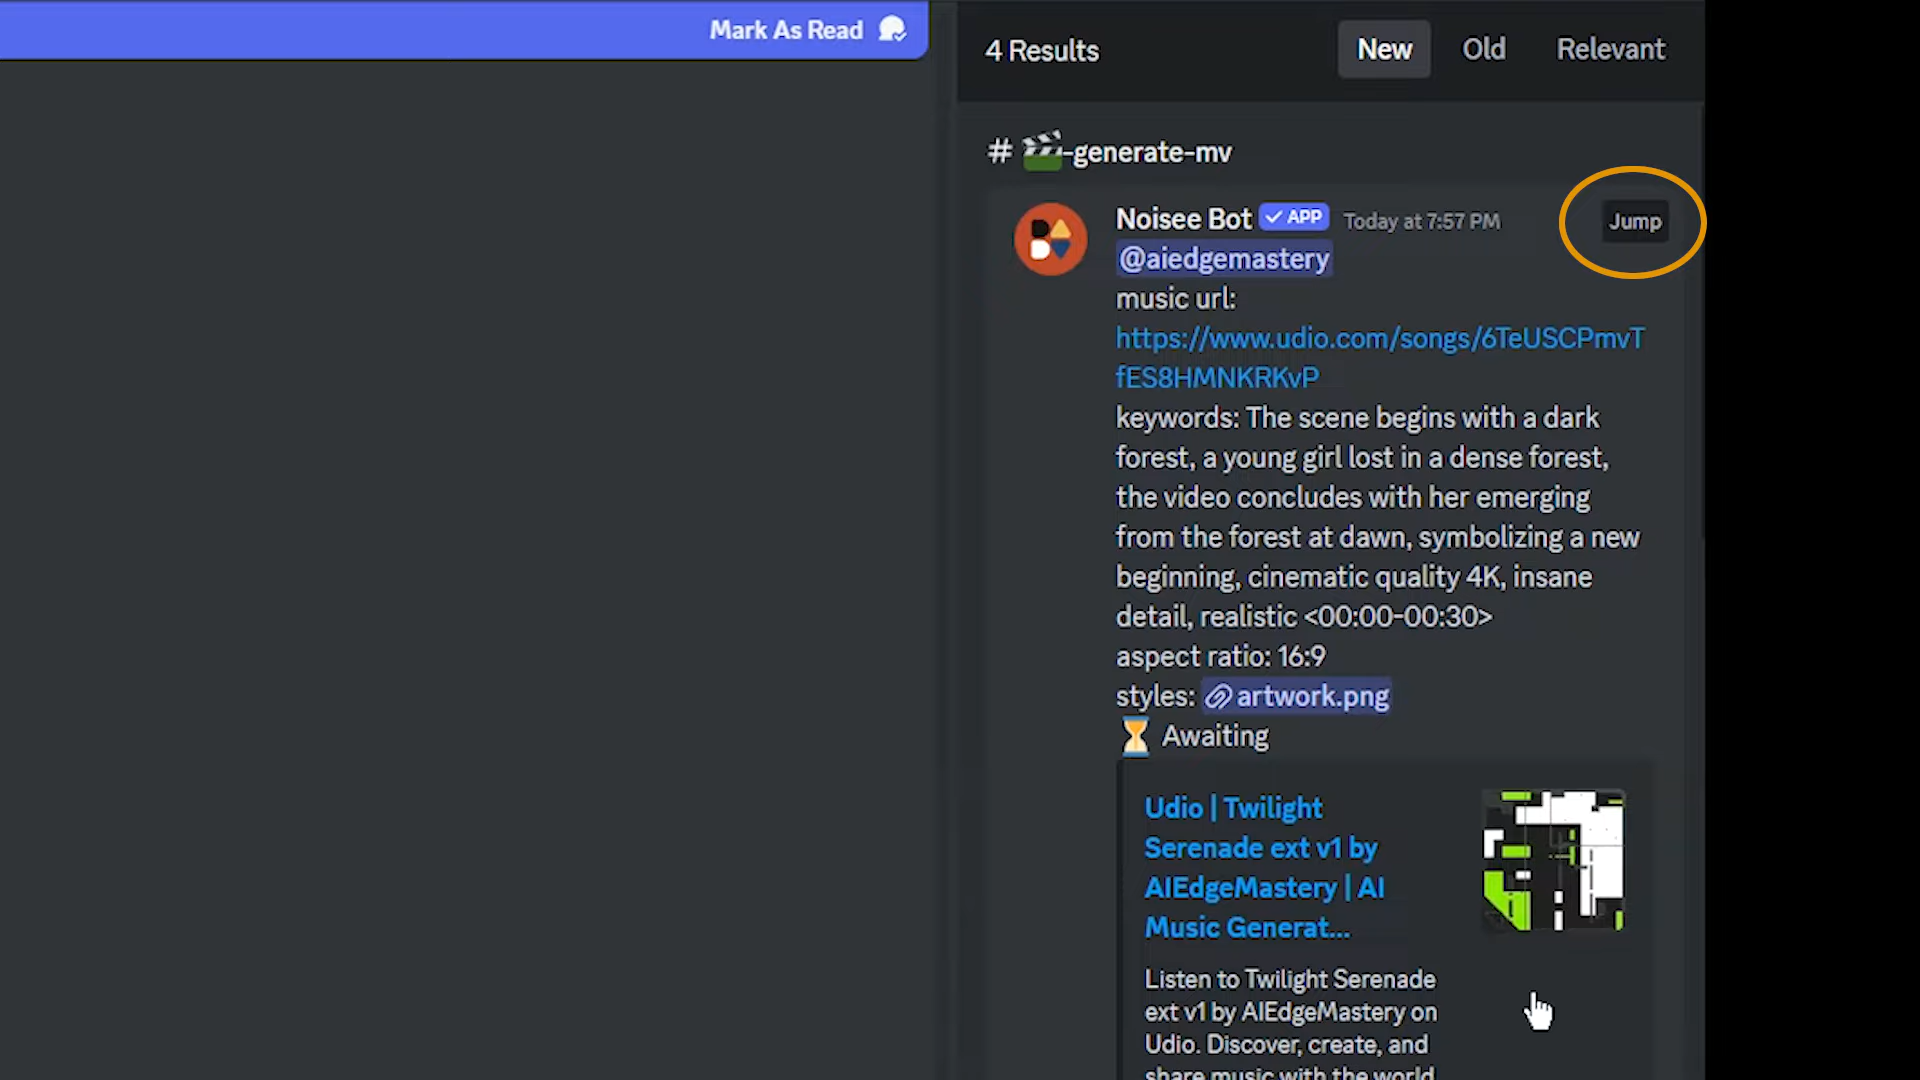 Mark As Read
4 Results
New
Old
Relevant
# 🎬-generate-mv
Noisee Bot ✓ APP Today at 7:57 PM
Jump
@aiedgemastery
music url:
https://www.udio.com/songs/6TeUSCPmvT
fES8HMNKRKvP
keywords: The scene begins with a dark
forest, a young girl lost in a dense forest,
the video concludes with her emerging
from the forest at dawn, symbolizing a new
beginning, cinematic quality 4K, insane
detail, realistic <00:00-00:30>
aspect ratio: 16:9
styles: artwork.png
⏳ Awaiting
Udio | Twilight
Serenade ext v1 by
AIEdgeMastery | AI
Music Generat...
Listen to Twilight Serenade
ext v1 by AIEdgeMastery on
Udio. Discover, create, and
share music with the world